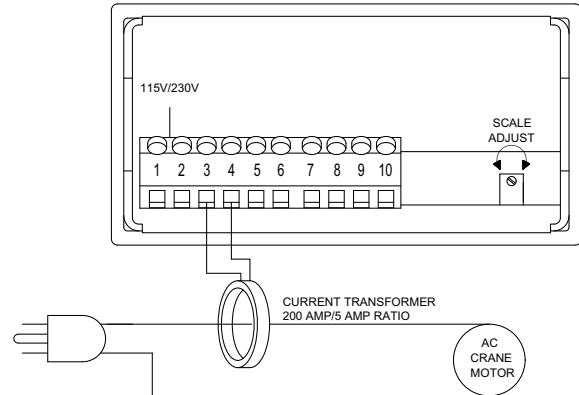 115V/230V
SCALE
ADJUST
1 2 3 4 5 6 7 8 9 10
CURRENT TRANSFORMER
200 AMP/5 AMP RATIO
AC
CRANE
MOTOR